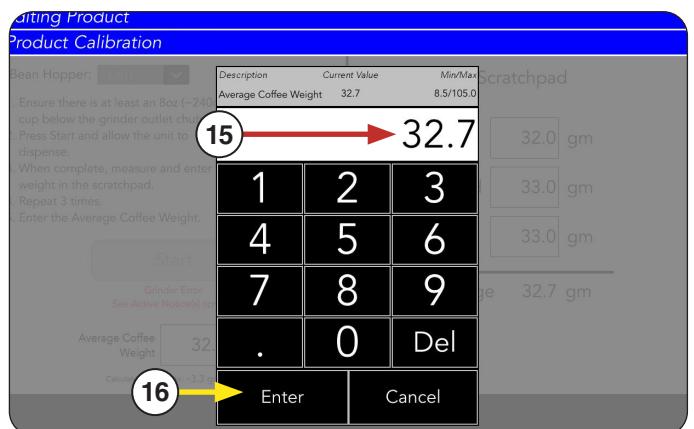 Editing Product
Product Calibration
Bean Hopper:
Scratchpad
Ensure there is at least an 8oz (~240
cup below the grinder outlet chu
Press Start and allow the unit to
dispense.
When complete, measure and enter
weight in the scratchpad.
Repeat 3 times.
Enter the Average Coffee Weight.
Start
Grinder Error
See Active Notice(s)
Average Coffee
Weight
32.
~3.3
Description Current Value Min/Max
Average Coffee Weight 32.7 8.5/105.0
15
32.7
1 2 3
4 5 6
7 8 9
. 0 Del
16
Enter Cancel
32.0 gm
33.0 gm
33.0 gm
ge 32.7 gm